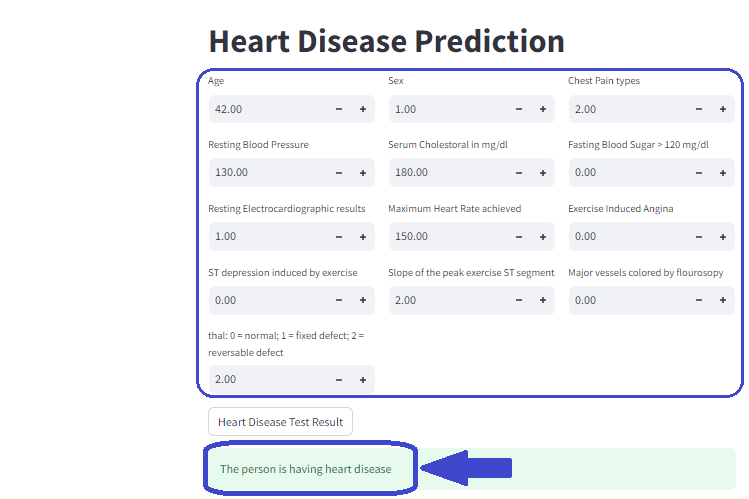 Heart Disease Prediction
Age Sex Chest Pain types
42.00 − + 1.00 − + 2.00 − +
Resting Blood Pressure Serum Cholestoral in mg/dl Fasting Blood Sugar > 120 mg/dl
130.00 − + 180.00 − + 0.00 − +
Resting Electrocardiographic results Maximum Heart Rate achieved Exercise Induced Angina
1.00 − + 150.00 − + 0.00 − +
ST depression induced by exercise Slope of the peak exercise ST segment Major vessels colored by flourosopy
0.00 − + 2.00 − + 0.00 − +
thal: 0 = normal; 1 = fixed defect; 2 =
reversable defect
2.00 − +
Heart Disease Test Result
The person is having heart disease